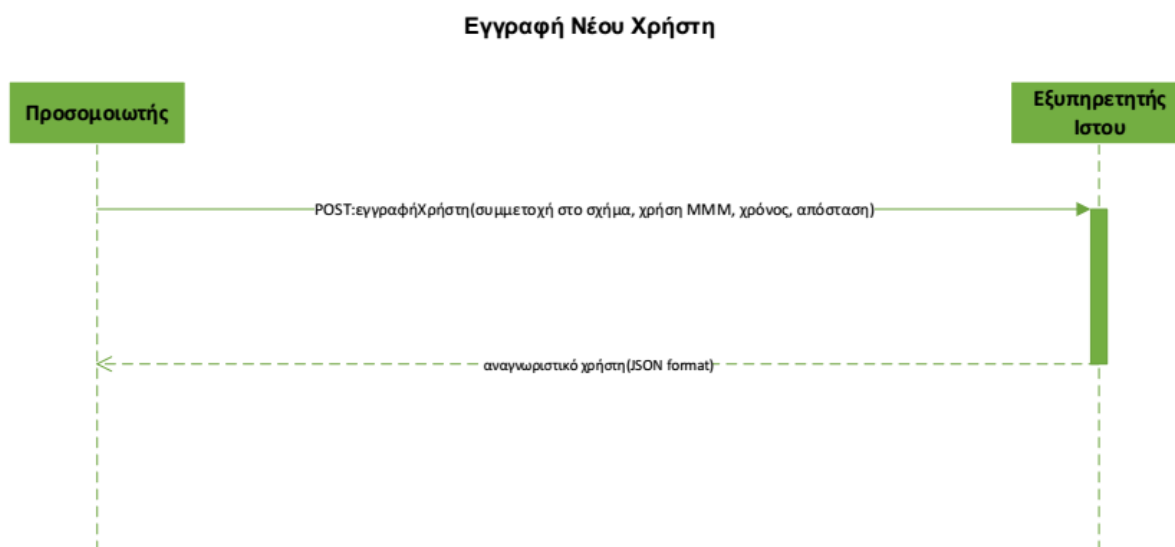 Εγγραφή Νέου Χρήστη
Προσομοιωτής
Εξυπηρετητής
Ιστου
POST:εγγραφήΧρήστη(συμμετοχή στο σχήμα, χρήση ΜΜΜ, χρόνος, απόσταση)
αναγνωριστικό χρήστη(JSON format)